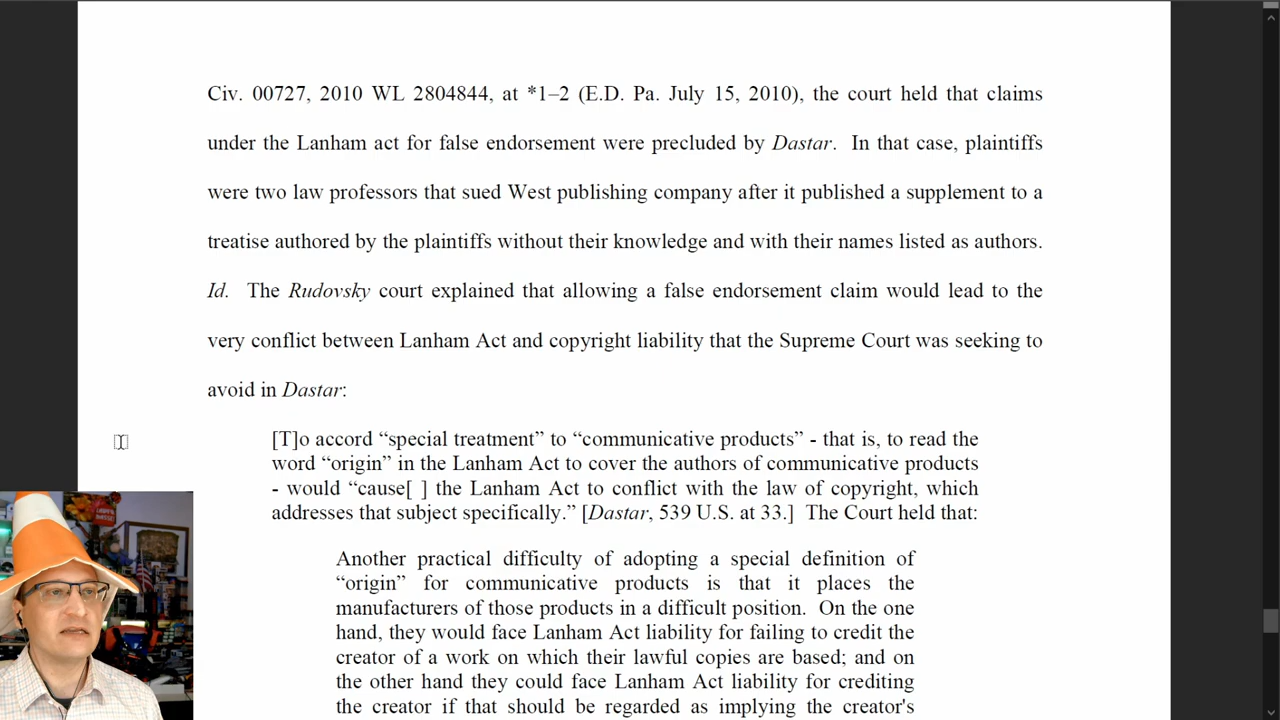 Civ. 00727, 2010 WL 2804844, at *1–2 (E.D. Pa. July 15, 2010), the court held that claims
under the Lanham act for false endorsement were precluded by Dastar. In that case, plaintiffs
were two law professors that sued West publishing company after it published a supplement to a
treatise authored by the plaintiffs without their knowledge and with their names listed as authors.
Id. The Rudovsky court explained that allowing a false endorsement claim would lead to the
very conflict between Lanham Act and copyright liability that the Supreme Court was seeking to
avoid in Dastar:
[T]o accord “special treatment” to “communicative products” - that is, to read the
word “origin” in the Lanham Act to cover the authors of communicative products
- would “cause[ ] the Lanham Act to conflict with the law of copyright, which
addresses that subject specifically.” [Dastar, 539 U.S. at 33.] The Court held that:
Another practical difficulty of adopting a special definition of
“origin” for communicative products is that it places the
manufacturers of those products in a difficult position. On the one
hand, they would face Lanham Act liability for failing to credit the
creator of a work on which their lawful copies are based; and on
the other hand they could face Lanham Act liability for crediting
the creator if that should be regarded as implying the creator's